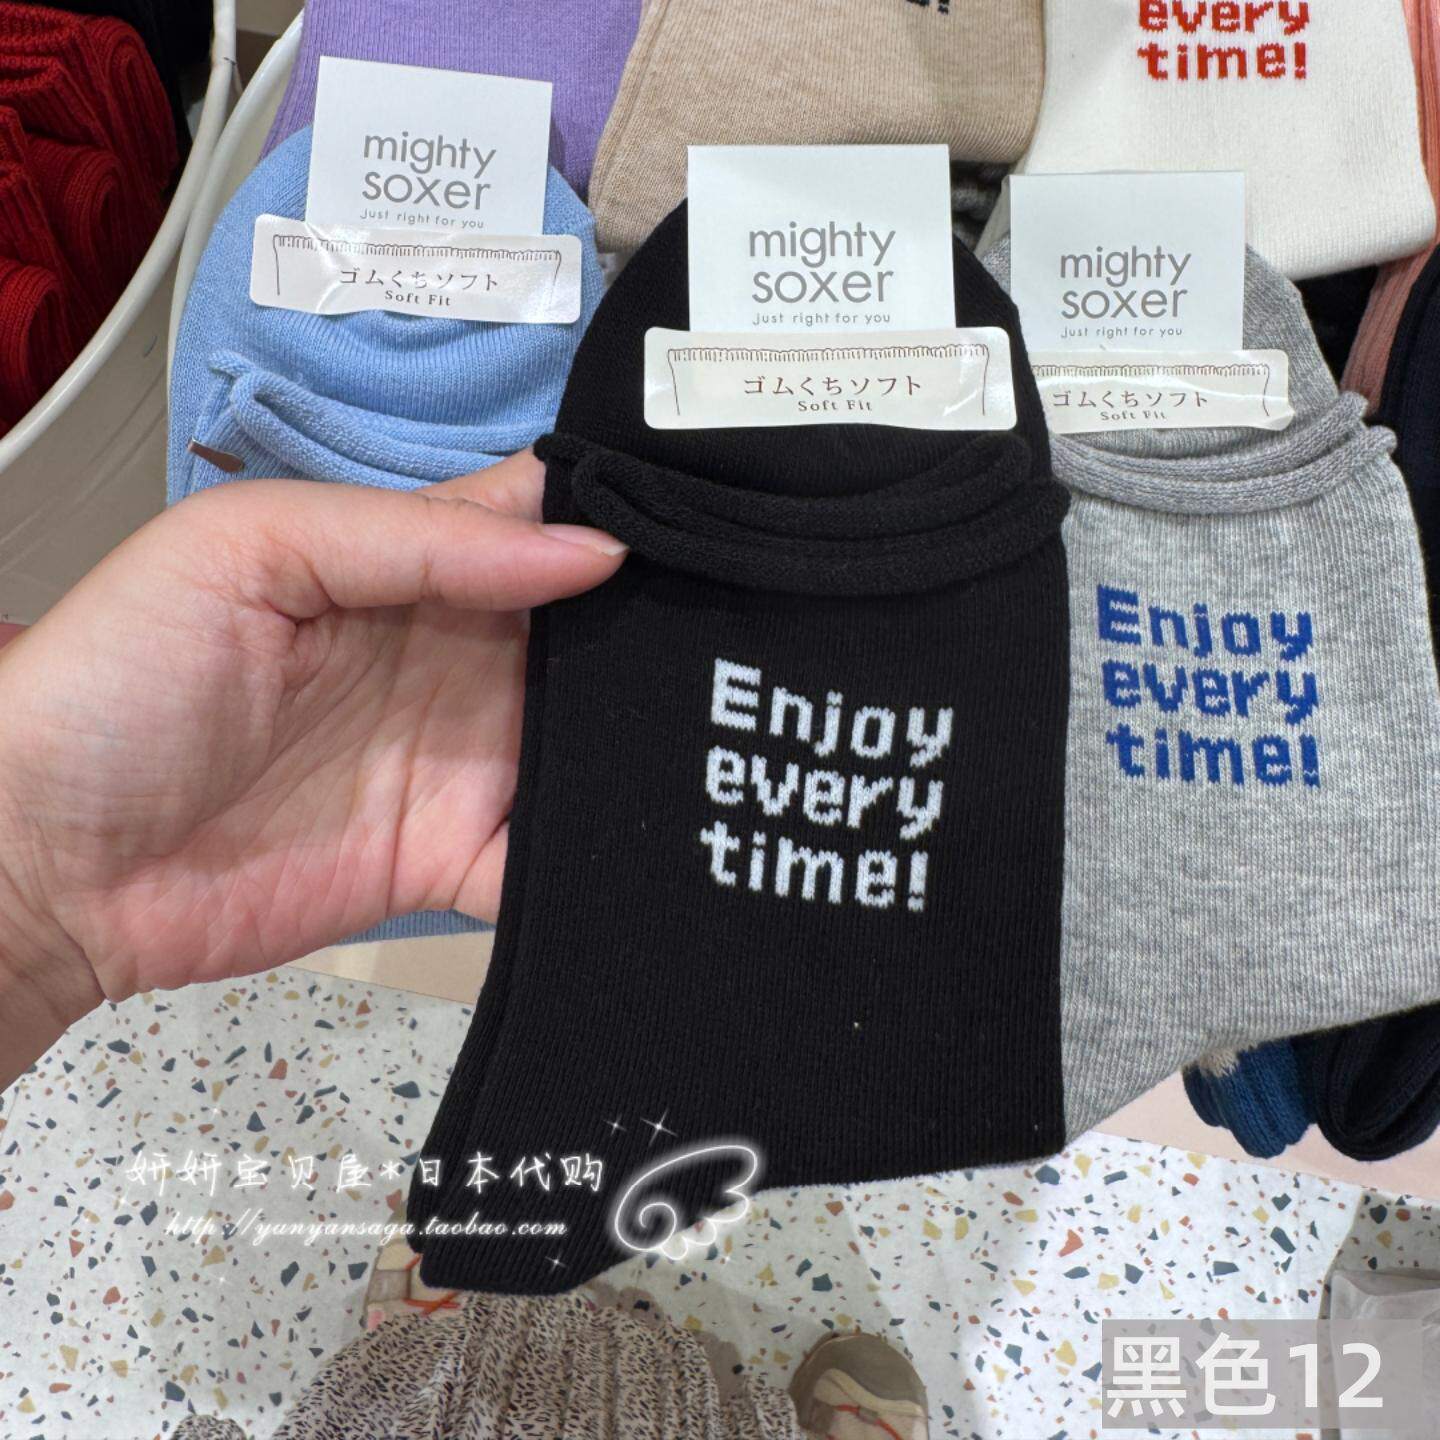 every
time!
mighty
soxer
just right for you
ゴムくちソフト
Soft Fit
mighty
soxer
just right for you
ゴムくちソフト
Soft Fit
mighty
soxer
just right for you
ゴムくちソフト
Soft Fit
Enjoy
every
time!
Enjoy
every
time!
妍妍宝贝屋*日本代购
http://yanyansaga.taobao.com
黑色12